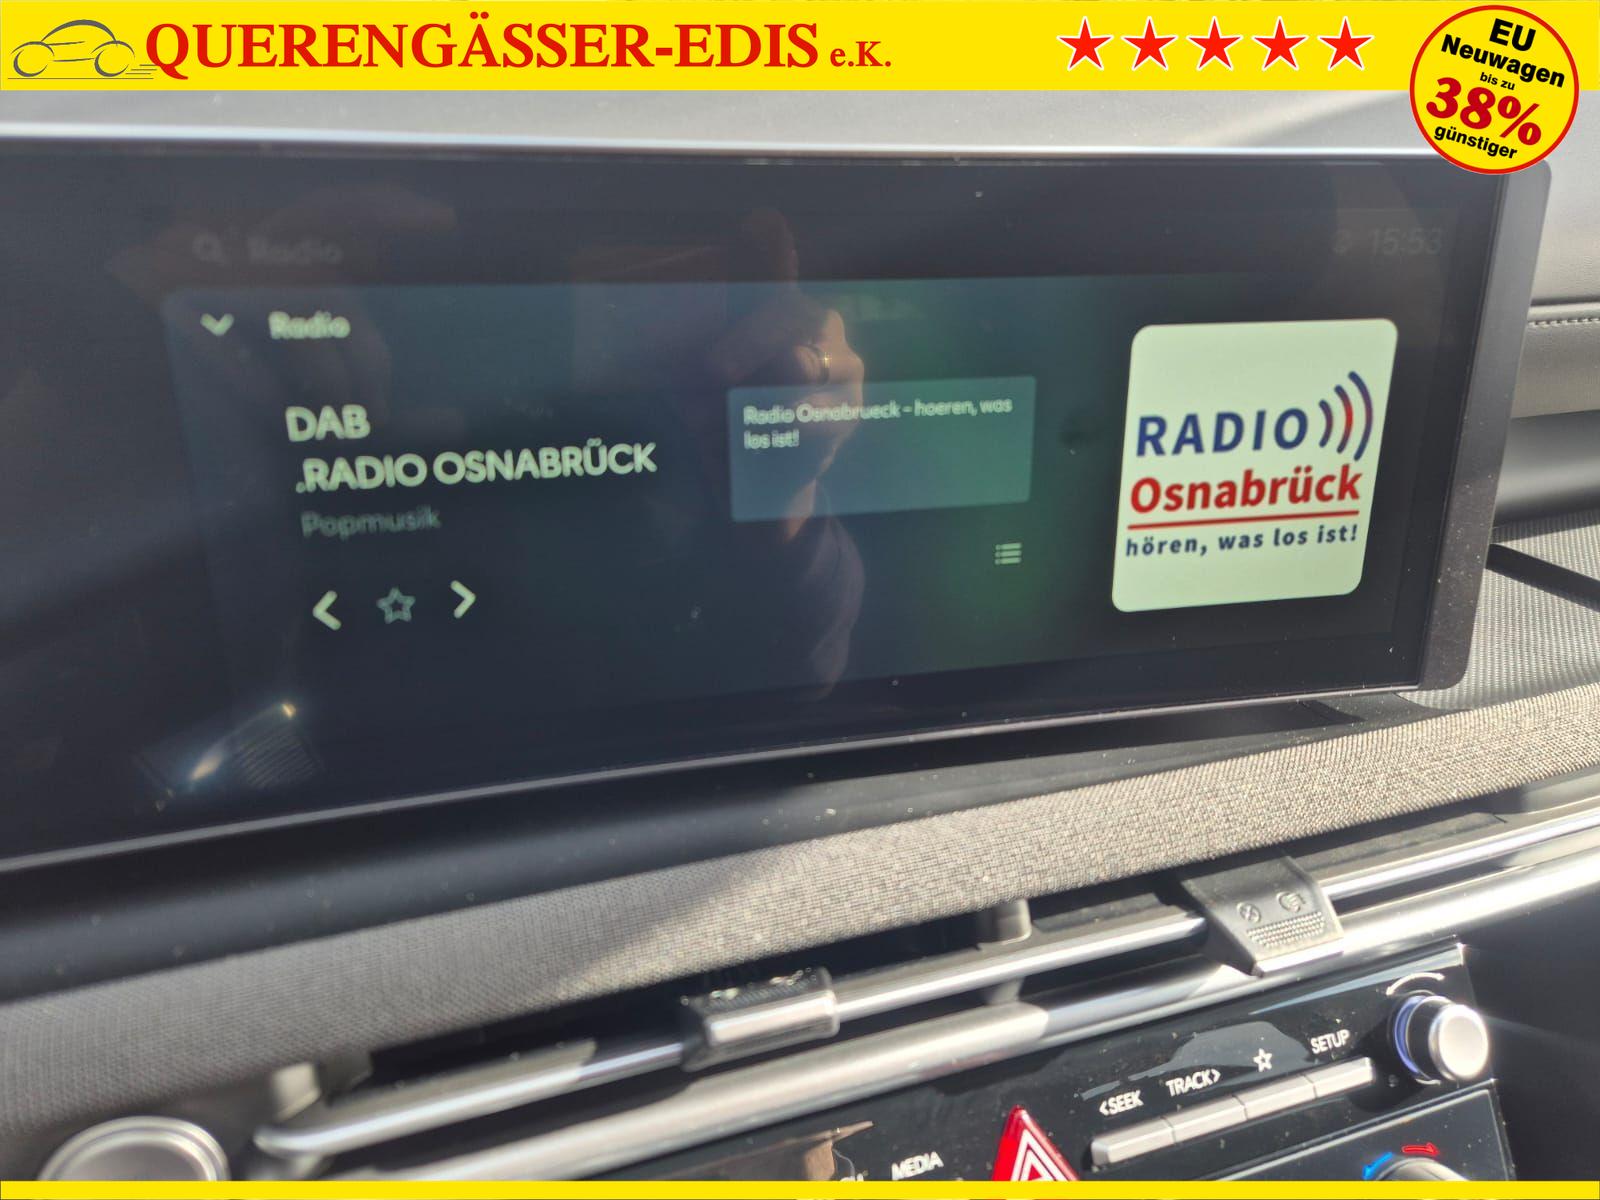 QUERENGÄSSER-EDIS e.K.
EU
Neuwagen
bis zu
38%
günstiger
Radio
15:53
Radio
DAB
.RADIO OSNABRÜCK
Popmusik
Radio Osnabrueck - hoeren, was
los ist!
RADIO
Osnabrück
hören, was los ist!
<SEEK
TRACK>
SETUP
MEDIA